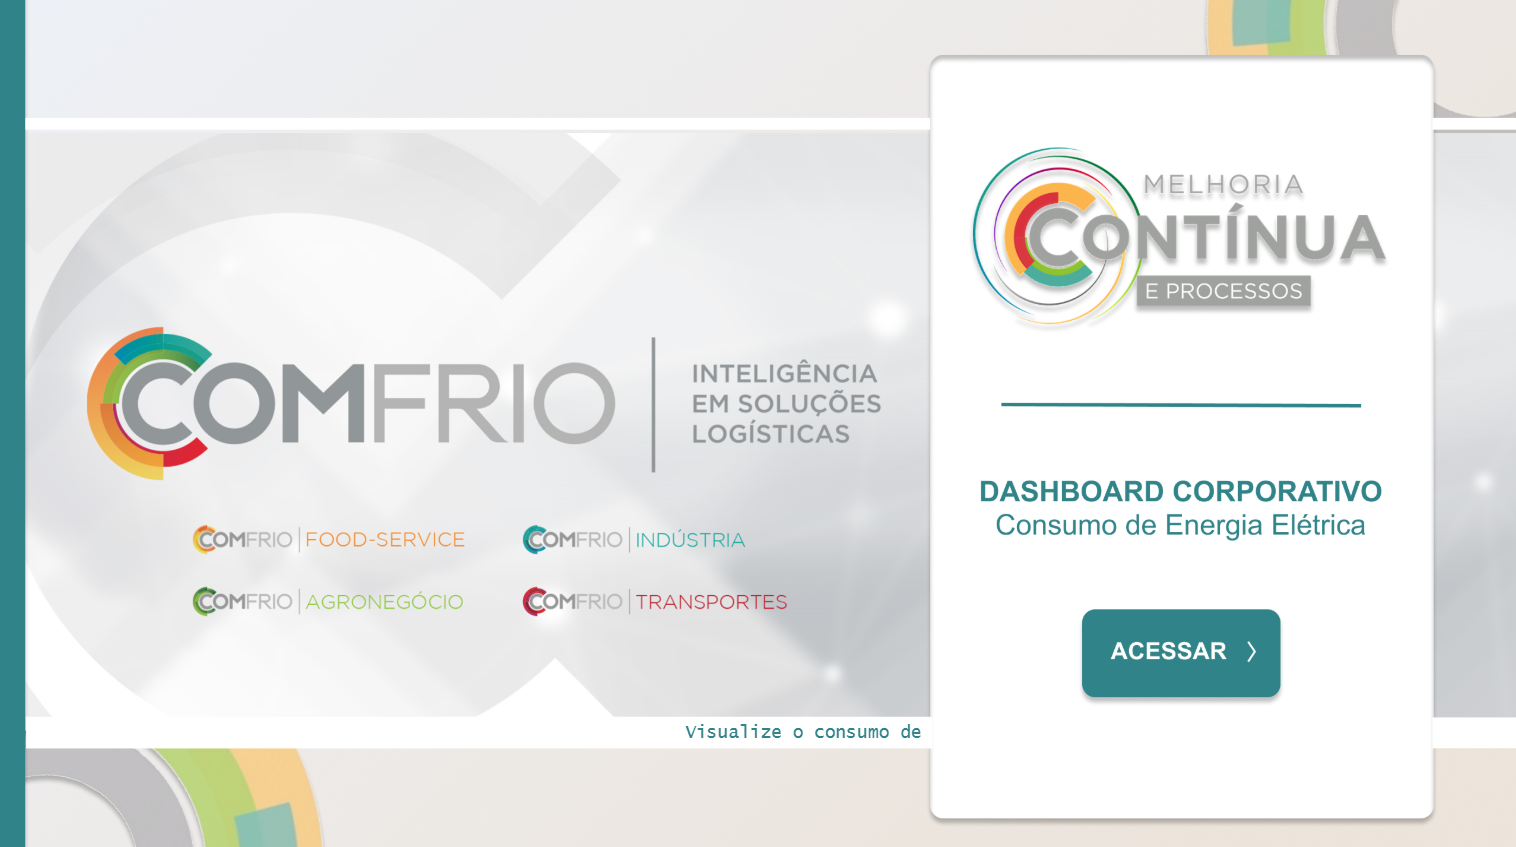 COMFRIO
INTELIGÊNCIA
EM SOLUÇÕES
LOGÍSTICAS
COMFRIO FOOD-SERVICE
COMFRIO INDÚSTRIA
COMFRIO AGRONEGÓCIO
COMFRIO TRANSPORTES
Visualize o consumo de
MELHORIA
CONTÍNUA
E PROCESSOS
DASHBOARD CORPORATIVO
Consumo de Energia Elétrica
ACESSAR